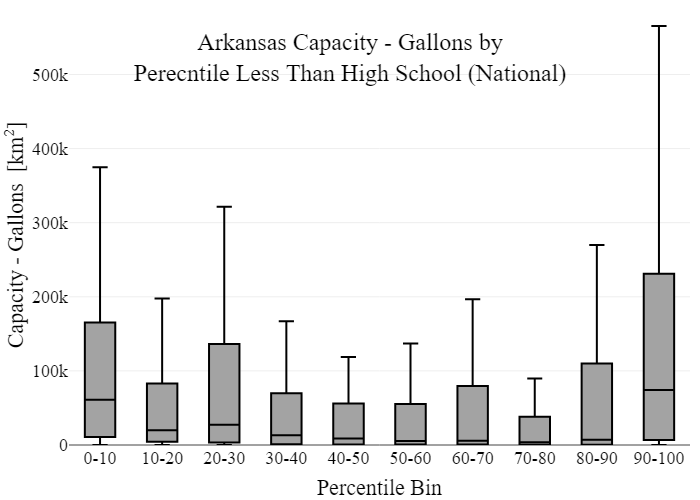 Arkansas Capacity - Gallons by
Perecntile Less Than High School (National)
Capacity - Gallons [km²]
500k
400k
300k
200k
100k
0
0-10 10-20 20-30 30-40 40-50 50-60 60-70 70-80 80-90 90-100
Percentile Bin